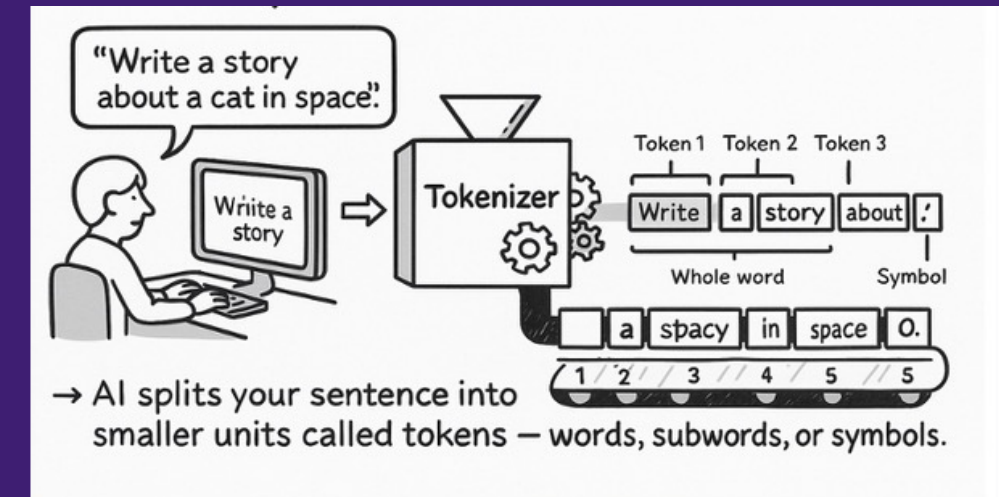 “Write a story
about a cat in space”.
Wriite a
story
Tokenizer
Token 1 Token 2 Token 3
Write a story about :
Whole word Symbol
a spacy in space O.
1 2 3 4 5 5
→ AI splits your sentence into
smaller units called tokens – words, subwords, or symbols.